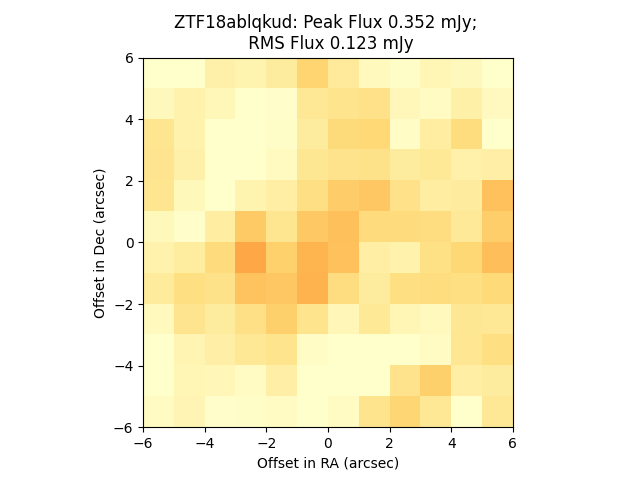 ZTF18ablqkud: Peak Flux 0.352 mJy;
RMS Flux 0.123 mJy
6
4
2
0
−2
−4
−6
Offset in Dec (arcsec)
−6 −4 −2 0 2 4 6
Offset in RA (arcsec)